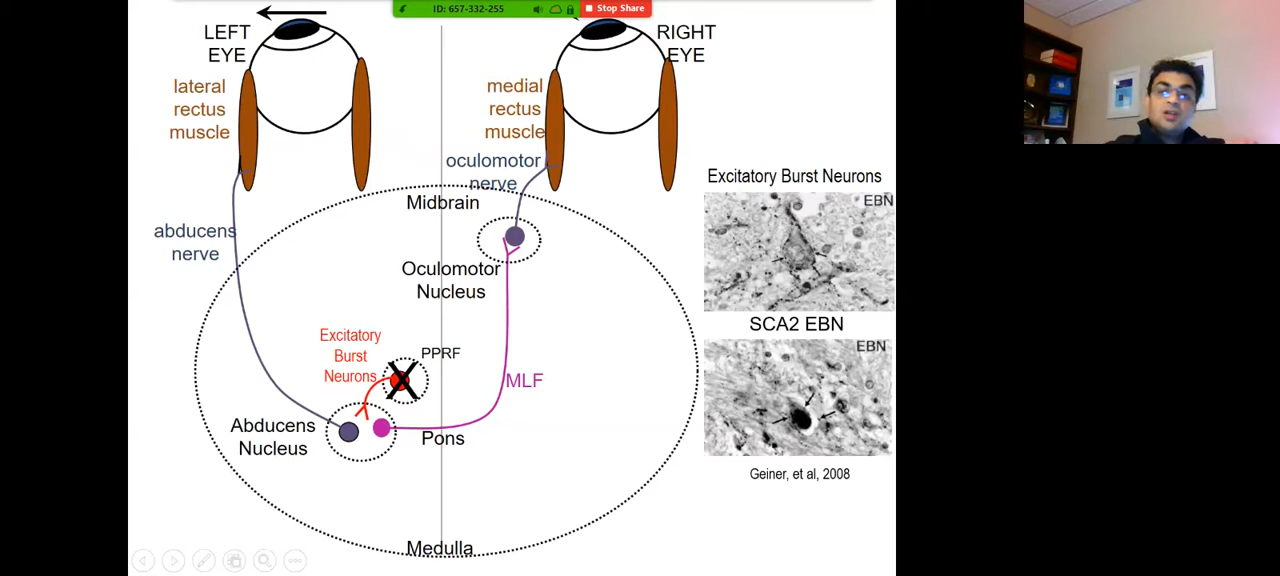 ID: 657-332-255
Stop Share
LEFT
EYE
RIGHT
EYE
lateral
rectus
muscle
medial
rectus
muscle
oculomotor
nerve
Midbrain
abducens
nerve
Oculomotor
Nucleus
Excitatory
Burst
Neurons
PPRF
MLF
Abducens
Nucleus
Pons
Medulla
Excitatory Burst Neurons
EBN
SCA2 EBN
EBN
Geiner, et al, 2008